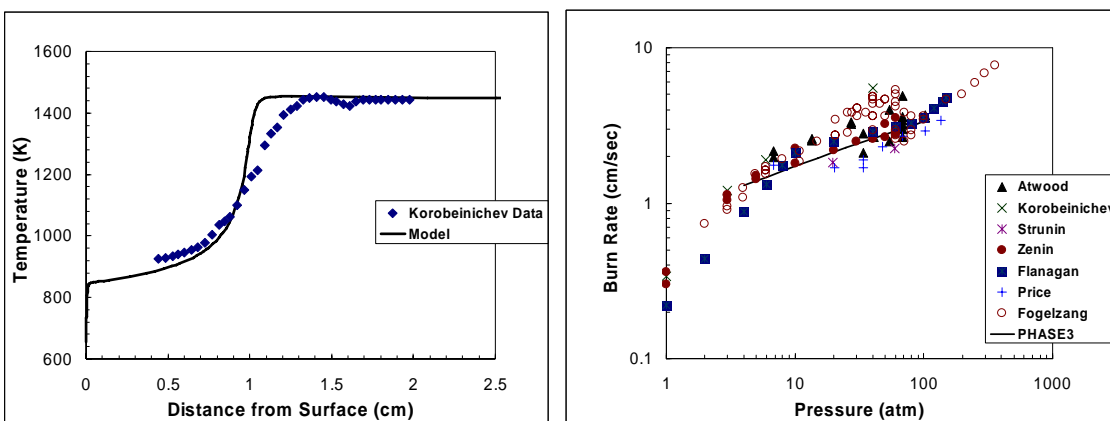 1600
1400
1200
1000
800
600
Temperature (K)
0
0.5
1
1.5
2
2.5
Distance from Surface (cm)
Korobeinichev Data
Model
10
1
0.1
Burn Rate (cm/sec)
1
10
100
1000
Pressure (atm)
Atwood
Korobeinichev
Strunin
Zenin
Flanagan
Price
Fogelzang
PHASE3